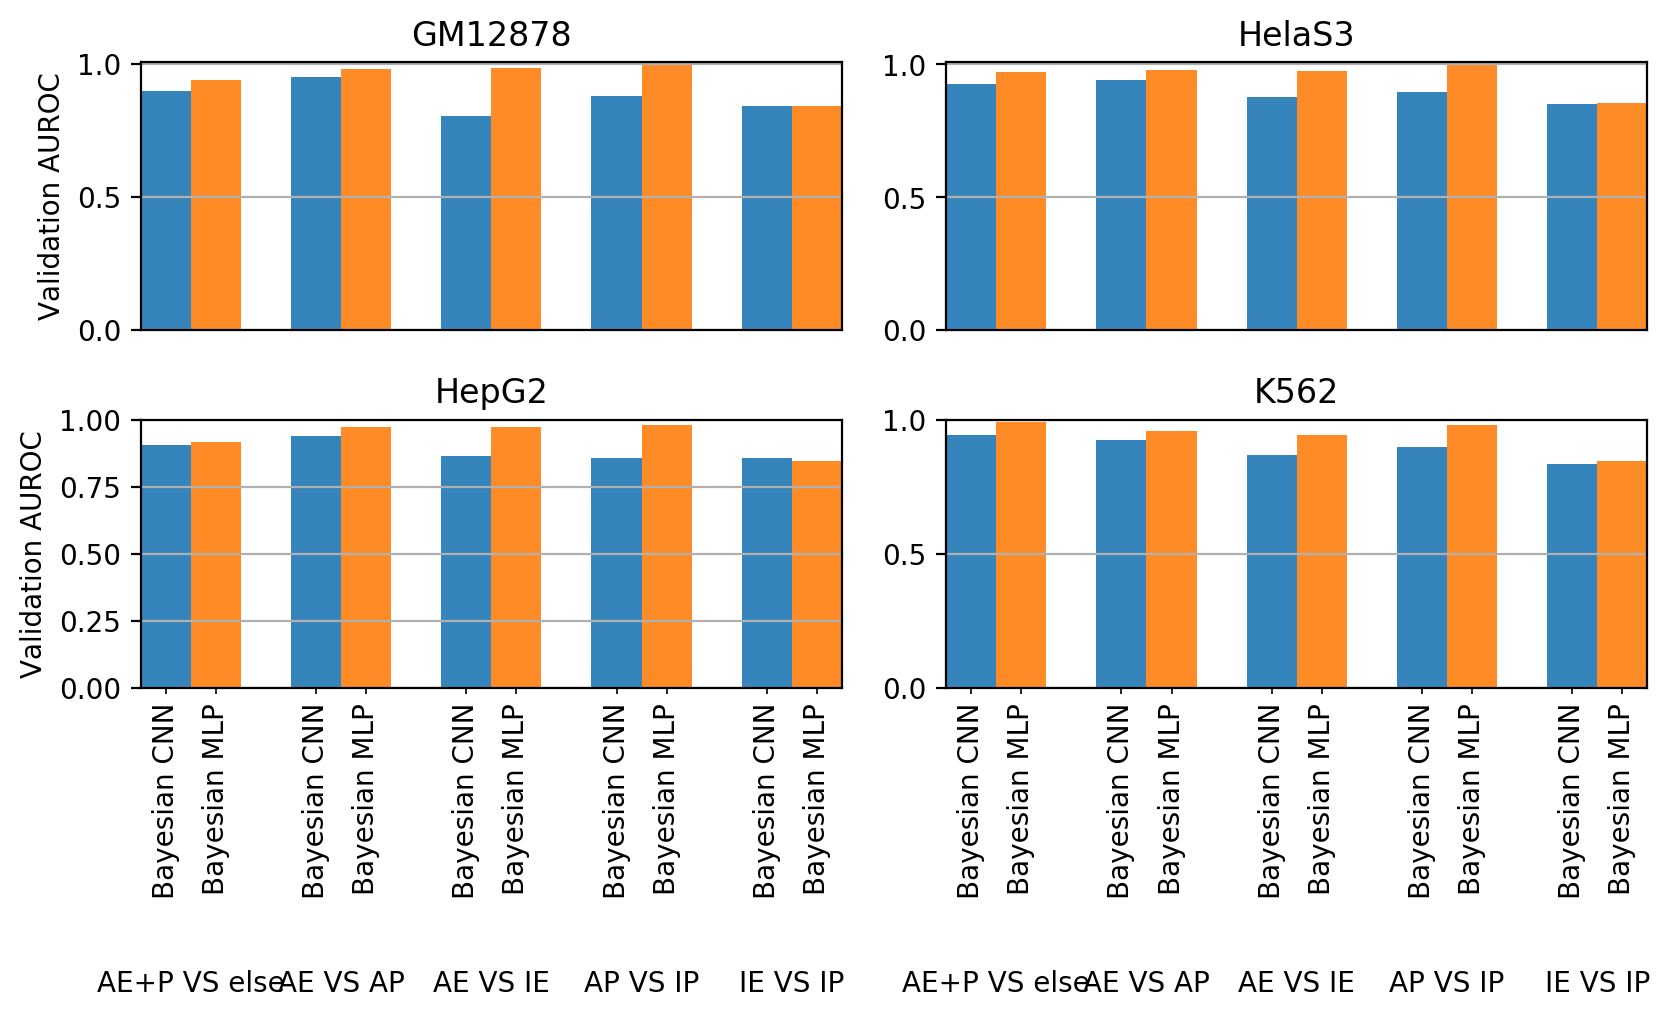 GM12878
HelaS3
Validation AUROC
1.0
0.5
0.0
1.0
0.5
0.0
HepG2
K562
Validation AUROC
1.00
0.75
0.50
0.25
0.00
1.0
0.5
0.0
Bayesian CNN
Bayesian MLP
Bayesian CNN
Bayesian MLP
Bayesian CNN
Bayesian MLP
Bayesian CNN
Bayesian MLP
Bayesian CNN
Bayesian MLP
Bayesian CNN
Bayesian MLP
Bayesian CNN
Bayesian MLP
Bayesian CNN
Bayesian MLP
Bayesian CNN
Bayesian MLP
Bayesian CNN
Bayesian MLP
AE+P VS else
AE VS AP
AE VS IE
AP VS IP
IE VS IP
AE+P VS else
AE VS AP
AE VS IE
AP VS IP
IE VS IP